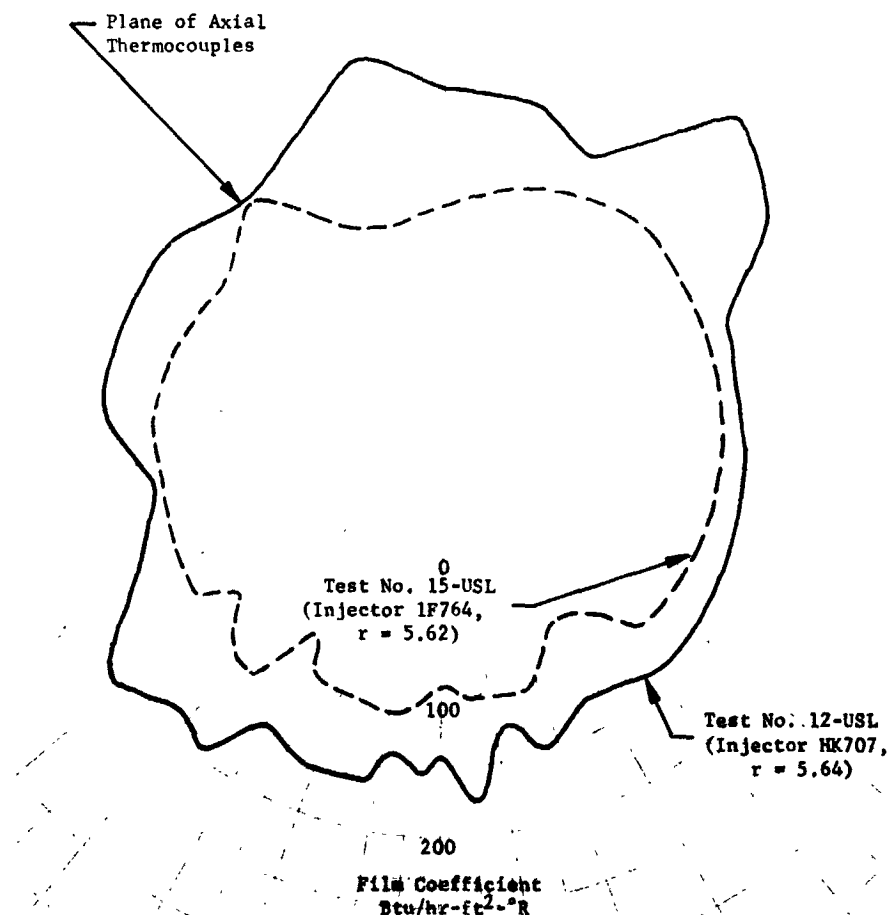 Plane of Axial
Thermocouples
0
Test No. 15-USL
(Injector 1F764,
r = 5.62)
100
Test No. 12-USL
(Injector HK707,
r = 5.64)
200
Film Coefficient
Btu/hr-ft²-°R